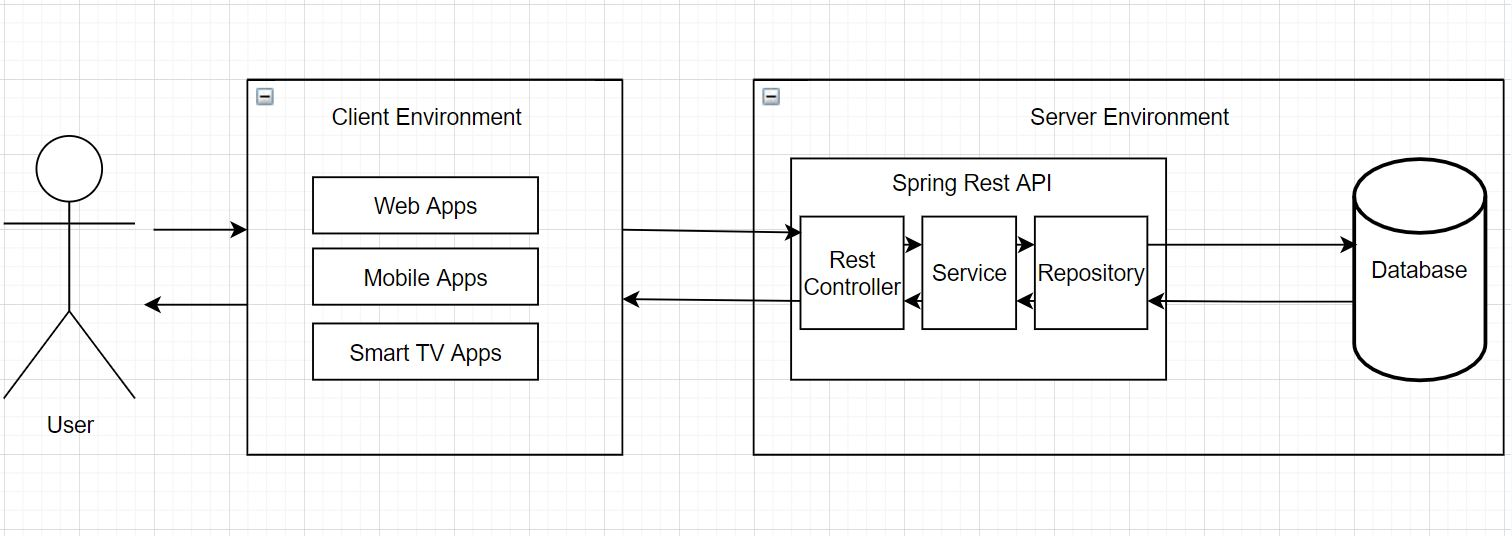 Client Environment
Server Environment
Spring Rest API
Web Apps
Mobile Apps
Smart TV Apps
Rest
Controller
Service
Repository
Database
User